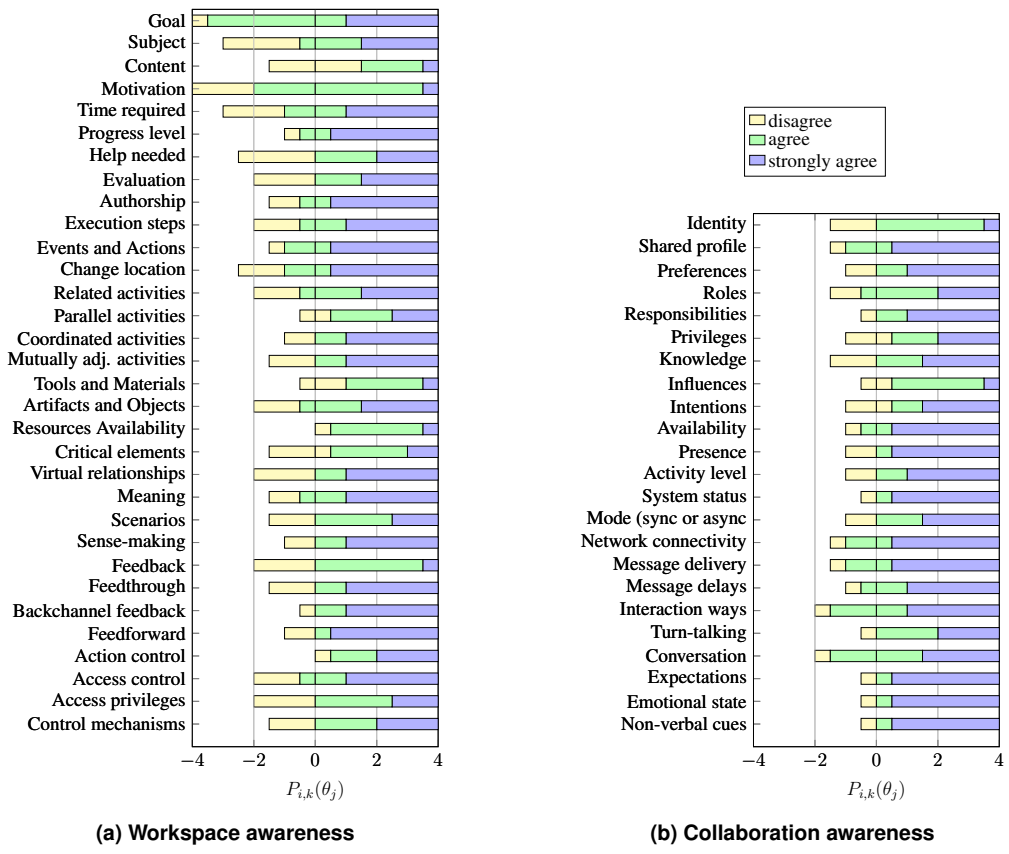 Goal
Subject
Content
Motivation
Time required
Progress level
Help needed
Evaluation
Authorship
Execution steps
Events and Actions
Change location
Related activities
Parallel activities
Coordinated activities
Mutually adj. activities
Tools and Materials
Artifacts and Objects
Resources Availability
Critical elements
Virtual relationships
Meaning
Scenarios
Sense-making
Feedback
Feedthrough
Backchannel feedback
Feedforward
Action control
Access control
Access privileges
Control mechanisms
−4 −2 0 2 4
P_{i,k}(θ_j)
(a) Workspace awareness
disagree
agree
strongly agree
Identity
Shared profile
Preferences
Roles
Responsibilities
Privileges
Knowledge
Influences
Intentions
Availability
Presence
Activity level
System status
Mode (sync or async
Network connectivity
Message delivery
Message delays
Interaction ways
Turn-talking
Conversation
Expectations
Emotional state
Non-verbal cues
−4 −2 0 2 4
P_{i,k}(θ_j)
(b) Collaboration awareness